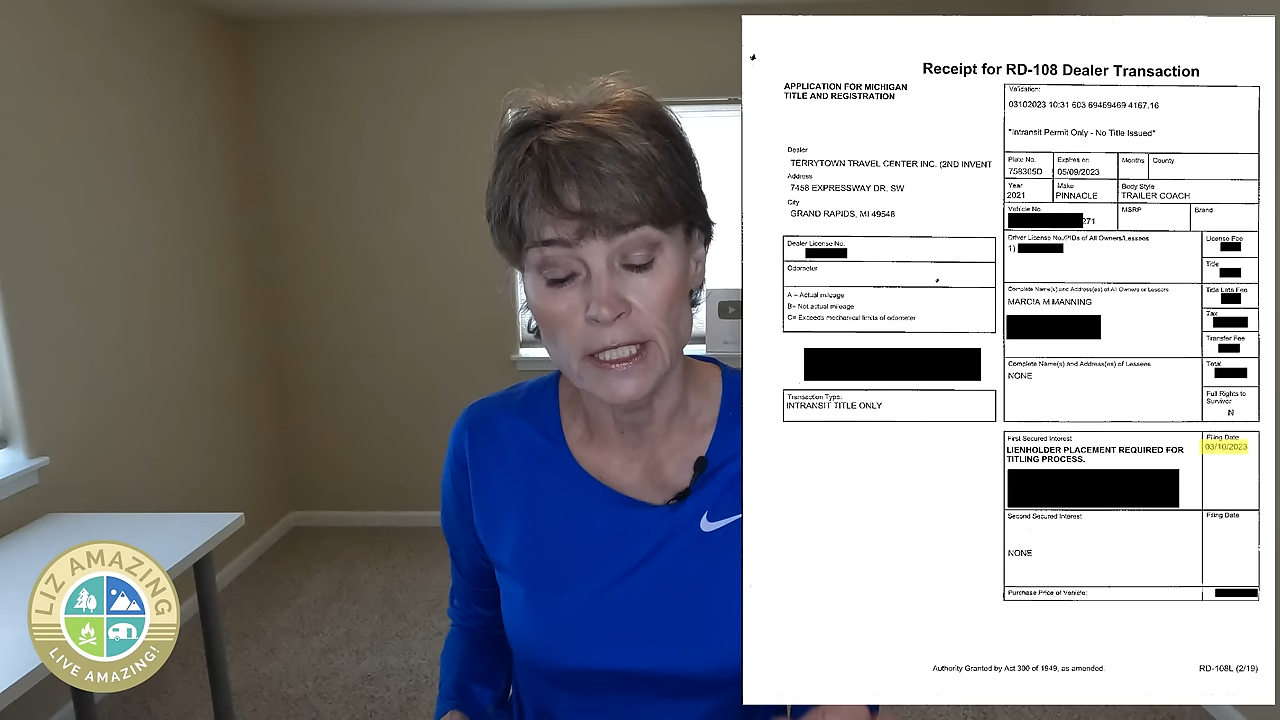 Receipt for RD-108 Dealer Transaction
APPLICATION FOR MICHIGAN
TITLE AND REGISTRATION
Validation:
03102023 10:31 603 69469469 4167.16
"Intransit Permit Only - No Title Issued"
Dealer
TERRYTOWN TRAVEL CENTER INC. (2ND INVENT
Address
7458 EXPRESSWAY DR. SW
City
GRAND RAPIDS, MI 49548
Plate No.
758305D
Expires on
05/09/2023
Months
County
Year
2021
Make
PINNACLE
Body Style
TRAILER COACH
Vehicle No.
271
MSRP
Brand
Dealer License No.
Odometer
A = Actual mileage
B= Not actual mileage
C= Exceeds mechanical limits of odometer
Transaction Type:
INTRANSIT TITLE ONLY
Driver License No./PIDs of All Owners/Lessees
1)
Complete Name(s) and Address(es) of All Owners or Lessors
MARCIA M MANNING
Complete Name(s) and Address(es) of Lessees
NONE
License Fee
Title
Title Late Fee
Tax
Transfer Fee
Total
Full Rights to
Survivor
N
First Secured Interest
LIENHOLDER PLACEMENT REQUIRED FOR
TITLING PROCESS.
Filing Date
03/10/2023
Second Secured Interest
NONE
Filing Date
Purchase Price of Vehicle:
Authority Granted by Act 300 of 1949, as amended.
RD-108L (2/19)
LIZ AMAZING
LIVE AMAZING!